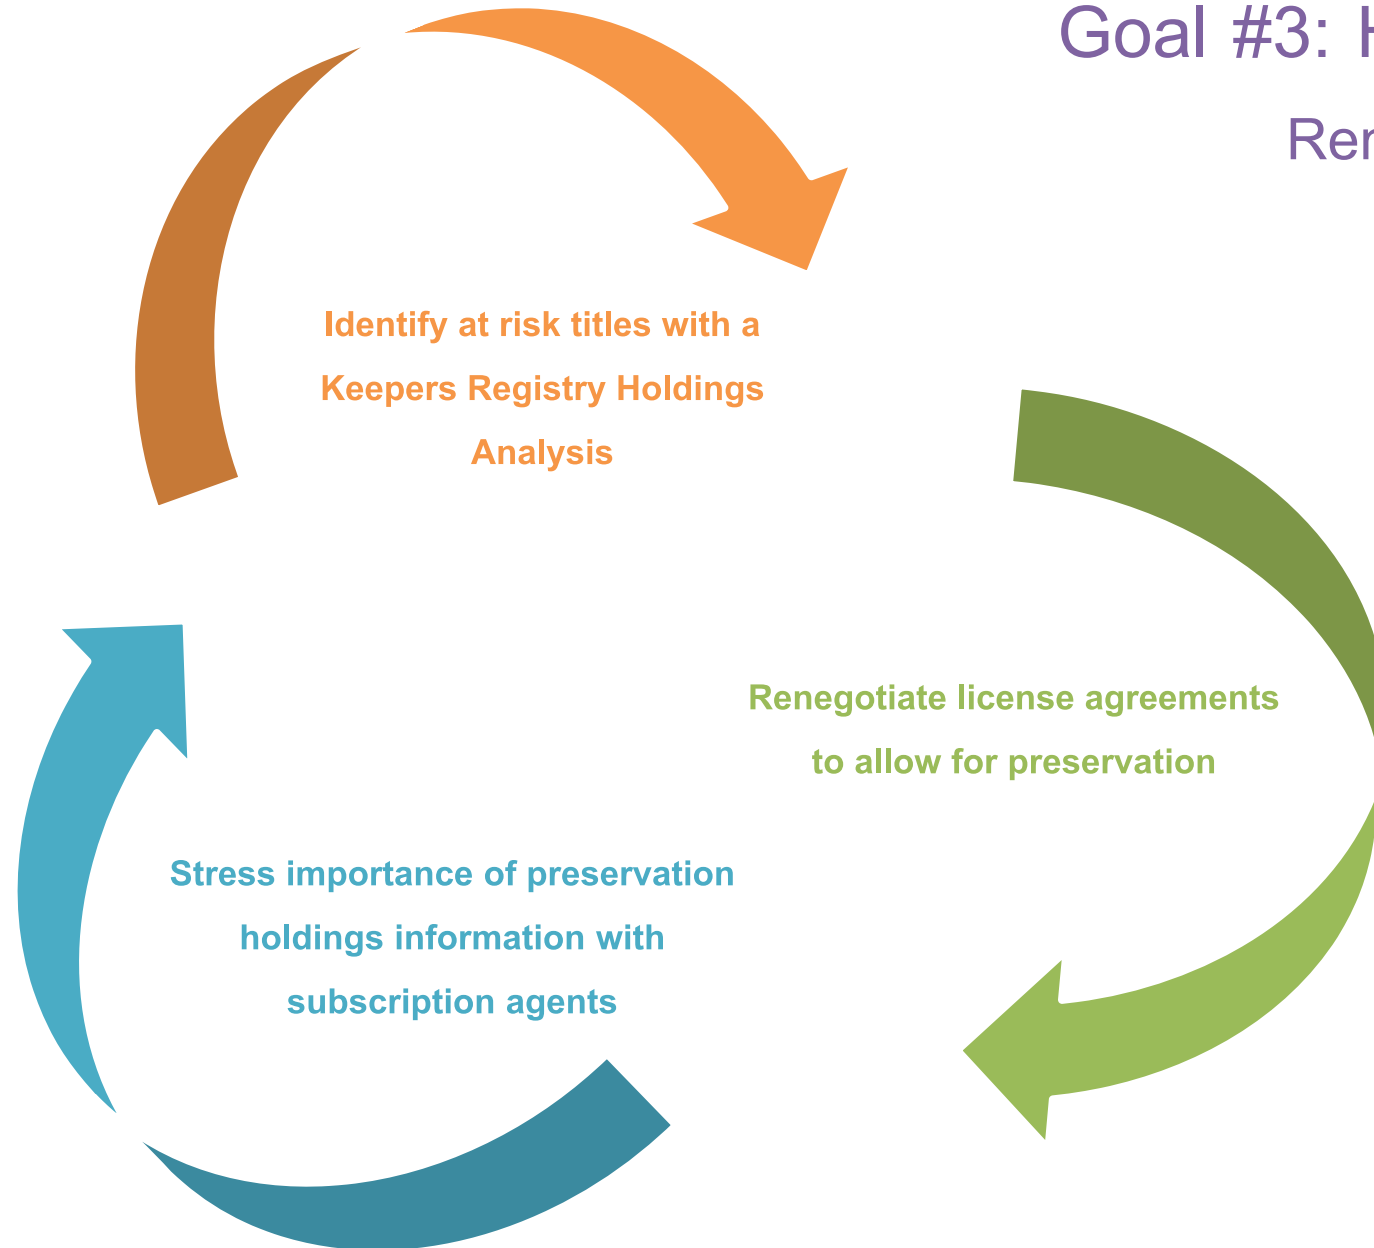 Goal #3:
Identify at risk titles with a
Keepers Registry Holdings
Analysis
Renegotiate license agreements
to allow for preservation
Stress importance of preservation
holdings information with
subscription agents